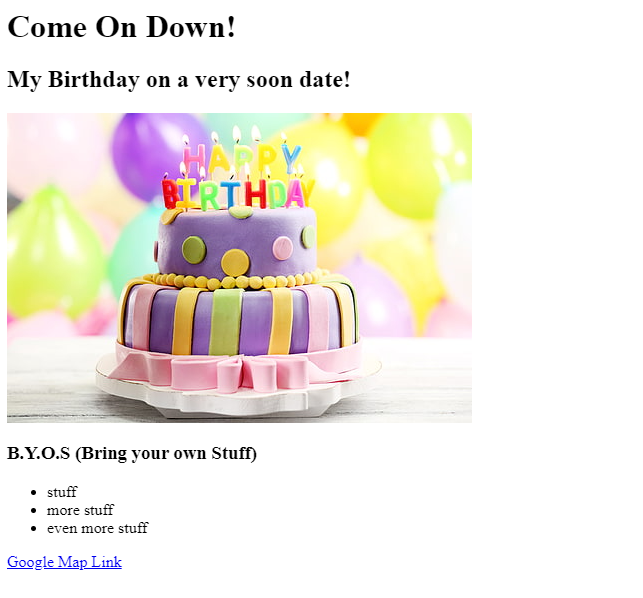 Come On Down!
My Birthday on a very soon date!
HAPPY
BIRTHDAY
B.Y.O.S (Bring your own Stuff)
stuff
more stuff
even more stuff
Google Map Link